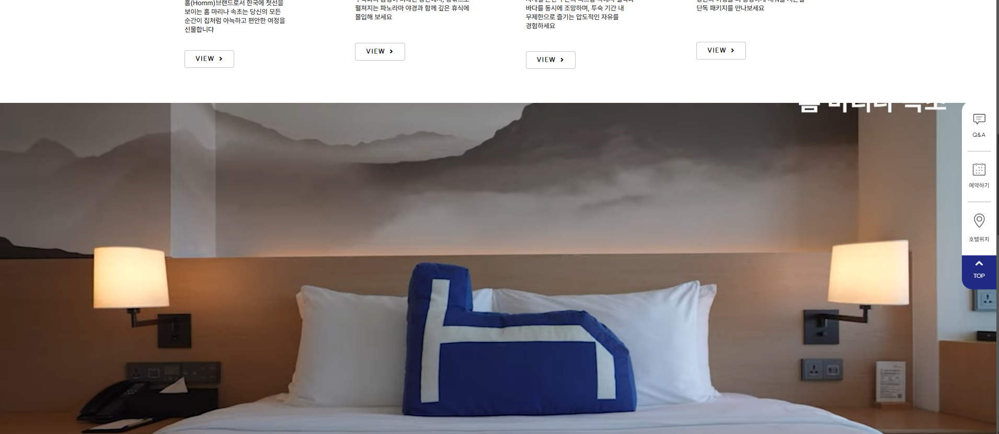 홈(Homm)브랜드로서 한국에 첫선을
보이는 홈 마리나 속초는 당신의 모든
순간이 집처럼 아늑하고 편안한 여정을
선물합니다
VIEW
펼쳐지는 파노라마 야경과 함께 깊은 휴식에
몰입해 보세요
VIEW
바다를 동시에 조망하며, 투숙 기간 내
무제한으로 즐기는 압도적인 자유를
경험하세요
VIEW
단독 패키지를 만나보세요
VIEW
홈 마리나 속초
Q&A
예약하기
호텔위치
TOP